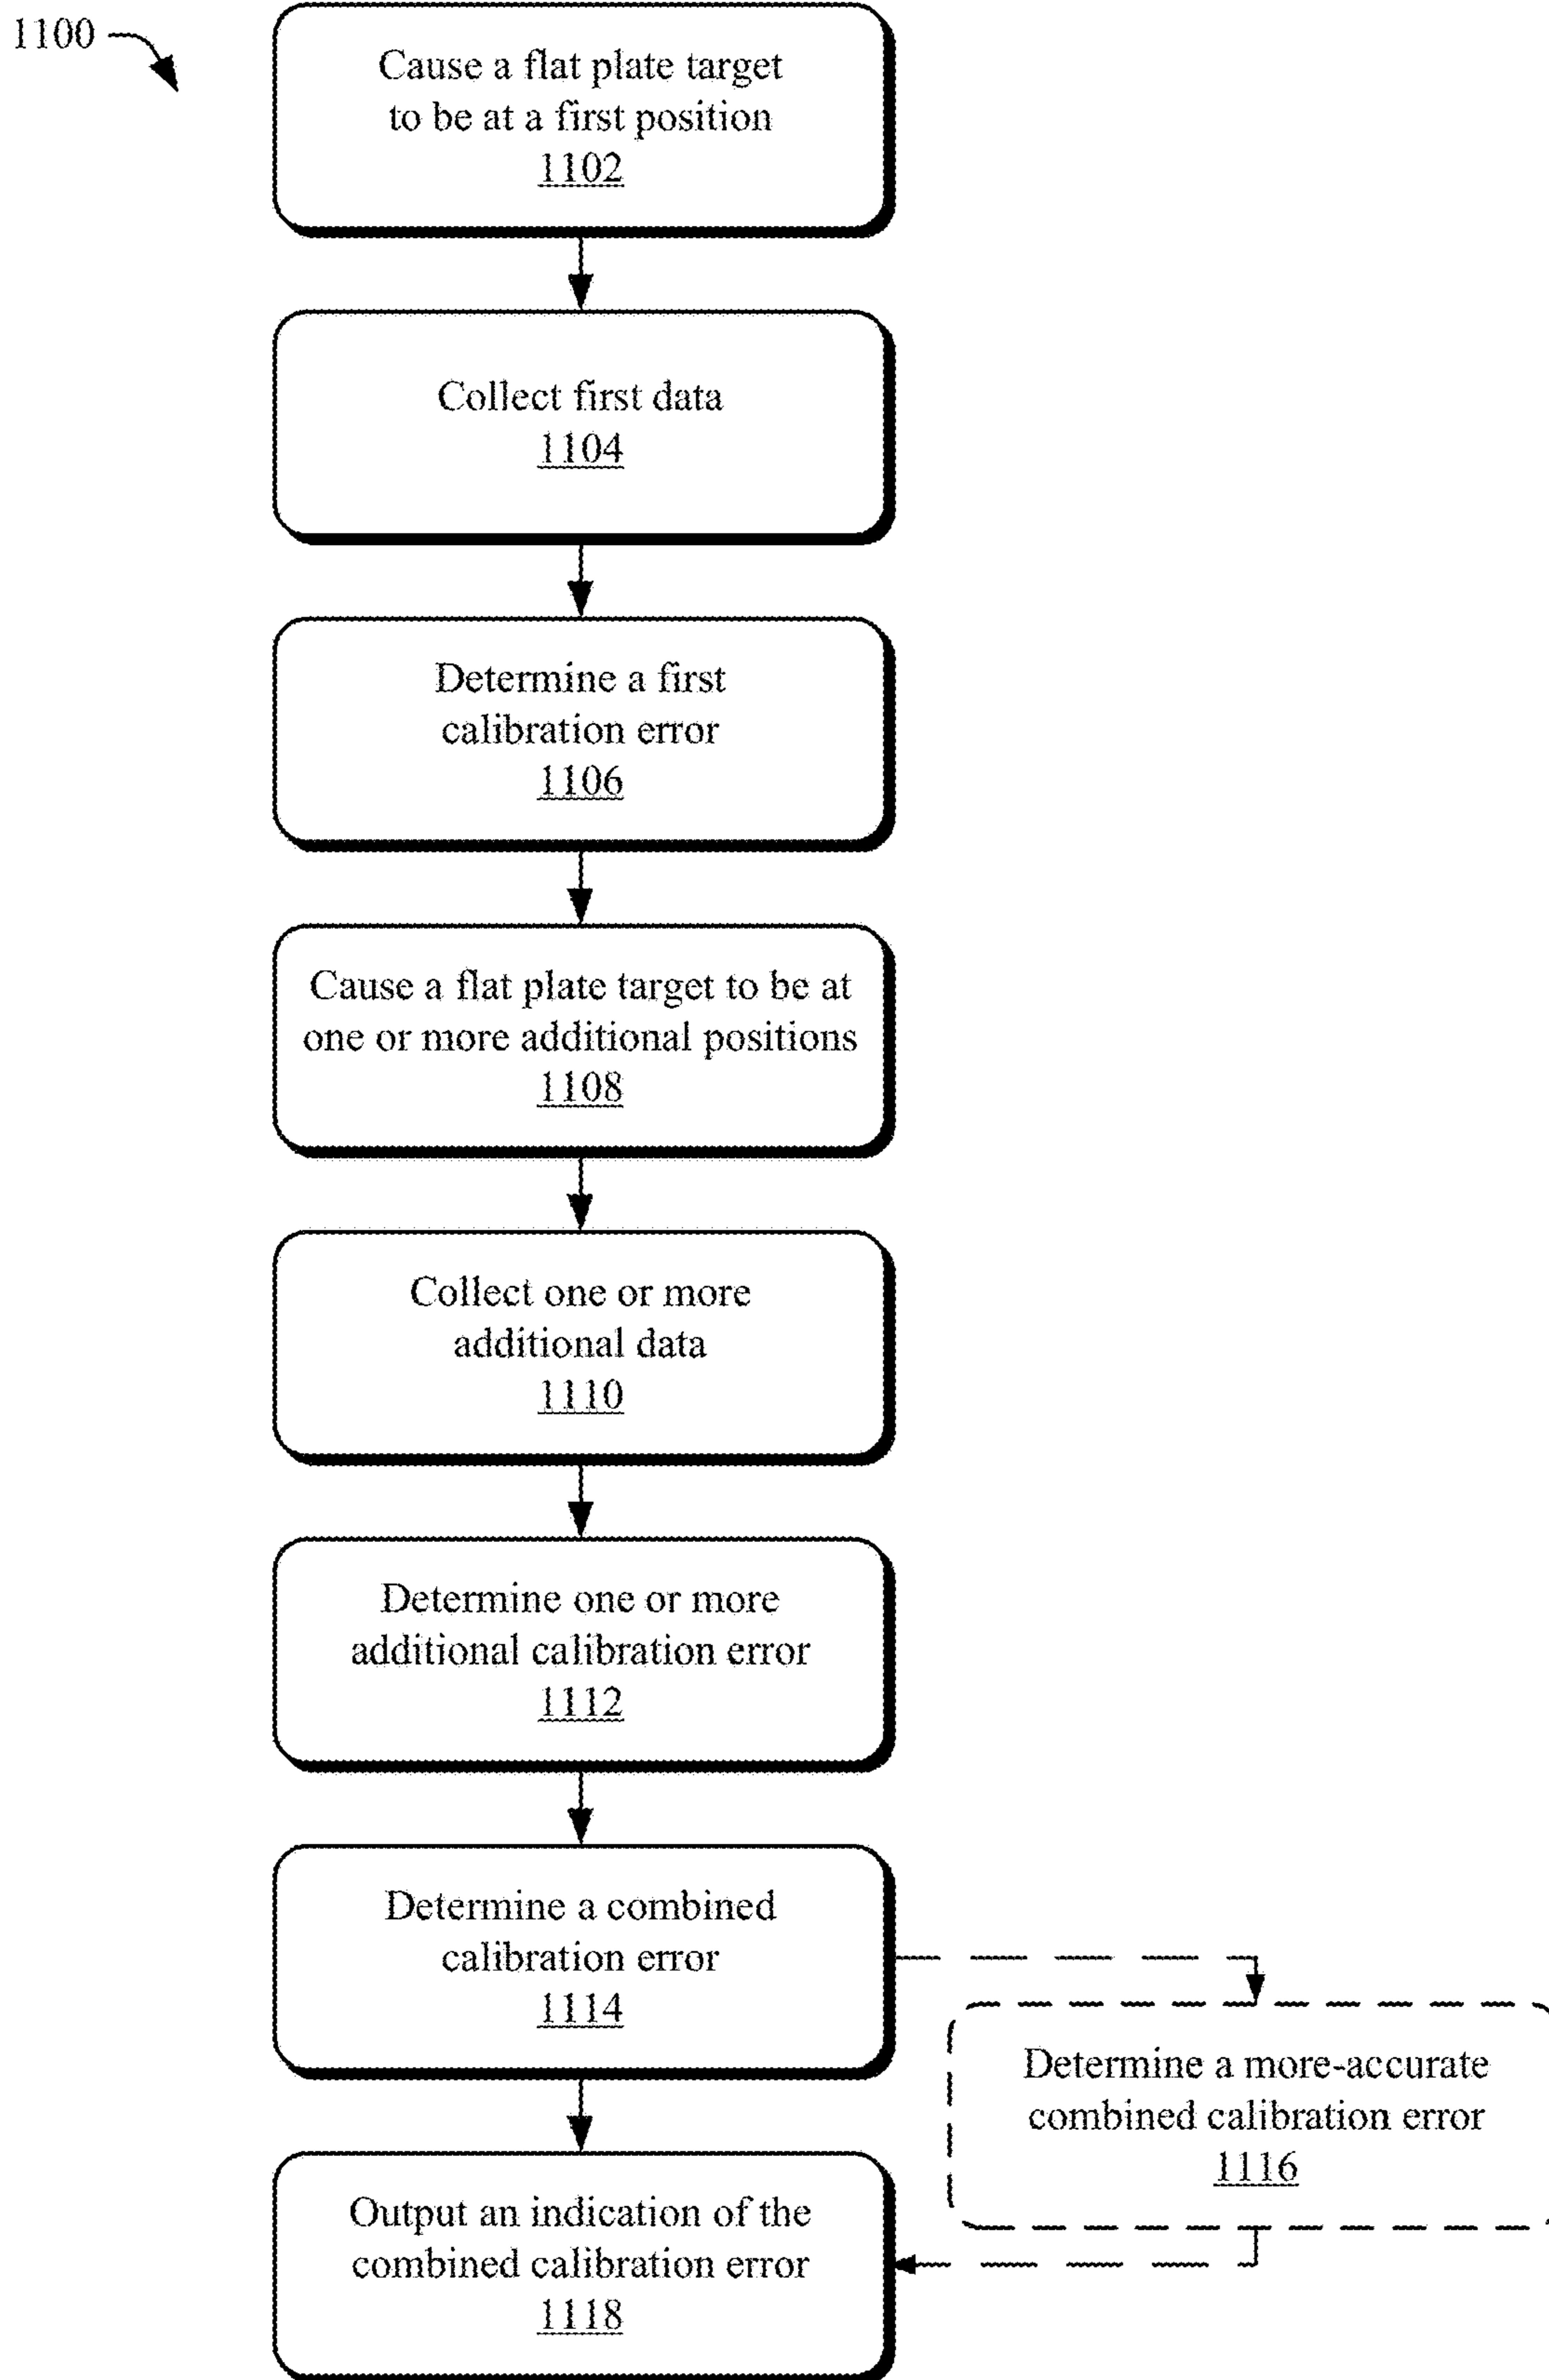 1100
Cause a flat plate target
to be at a first position
1102
Collect first data
1104
Determine a first
calibration error
1106
Cause a flat plate target to be at
one or more additional positions
1108
Collect one or more
additional data
1110
Determine one or more
additional calibration error
1112
Determine a combined
calibration error
1114
Determine a more-accurate
combined calibration error
1116
Output an indication of the
combined calibration error
1118